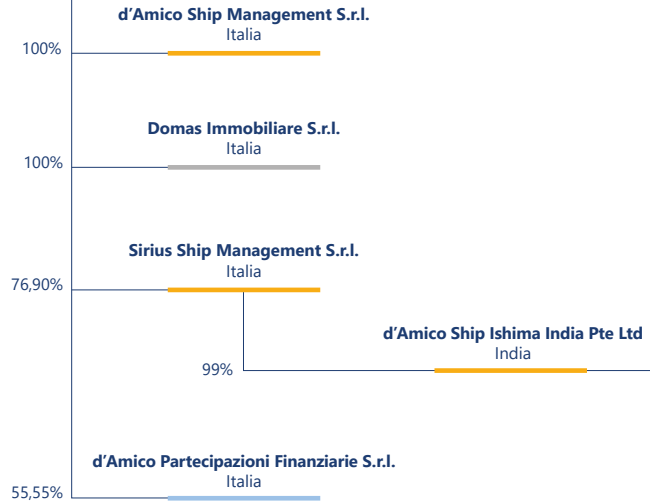 d’Amico Ship Management S.r.l.
Italia
100%
Domas Immobiliare S.r.l.
Italia
100%
Sirius Ship Management S.r.l.
Italia
76,90%
d’Amico Ship Ishima India Pte Ltd
India
99%
d’Amico Partecipazioni Finanziarie S.r.l.
Italia
55,55%